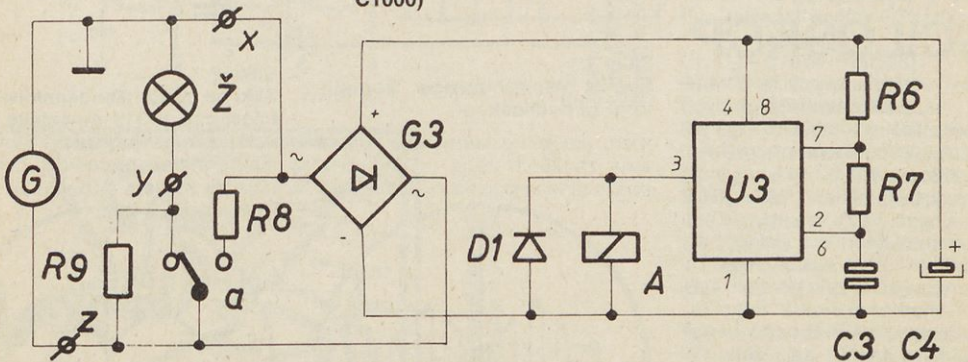 C1000)
x
Ž
+
G3
4 8
R6
~
7
G
y
R8
~
3
U3
R7
2
R9
-
D1
6
a
A
1
+
z
C3 C4